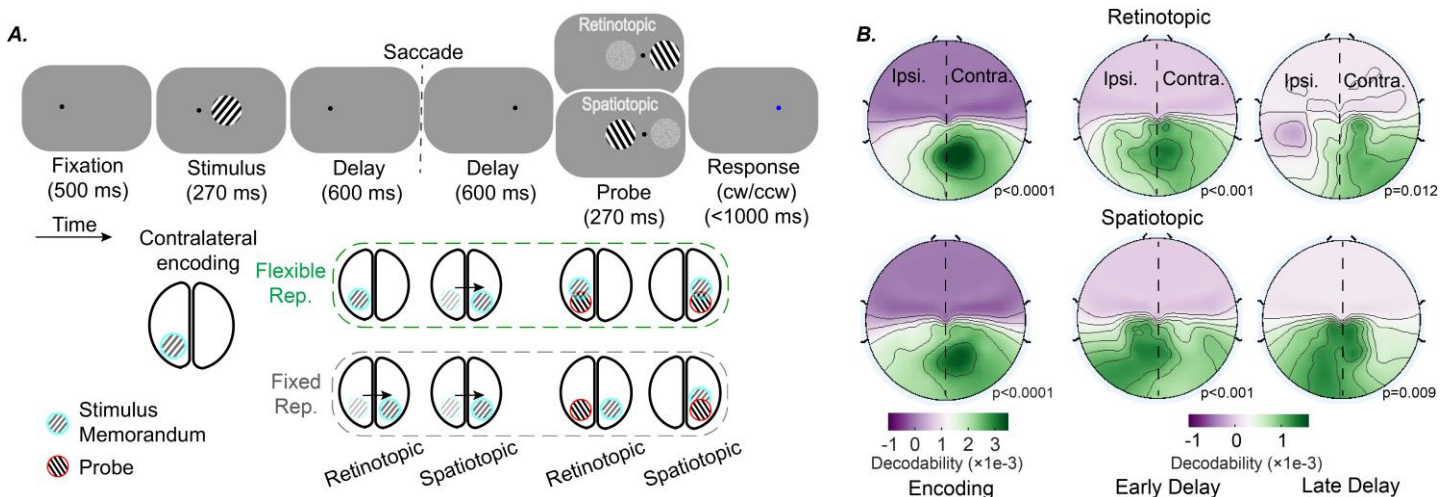 A.
Saccade
Retinotopic
Spatiotopic
Fixation
(500 ms)
Stimulus
(270 ms)
Delay
(600 ms)
Delay
(600 ms)
Probe
(270 ms)
Response
(cw/ccw)
(<1000 ms)
Time
Contralateral
encoding
Flexible
Rep.
Fixed
Rep.
Stimulus
Memorandum
Probe
Retinotopic
Spatiotopic
Retinotopic
Spatiotopic
B.
Retinotopic
Ipsi. Contra.
Ipsi. Contra.
Ipsi. Contra.
p<0.0001
p<0.001
p=0.012
Spatiotopic
p<0.0001
p<0.001
p=0.009
-1 0 1 2 3
Decodability (×1e-3)
-1 0 1
Decodability (×1e-3)
Encoding
Early Delay
Late Delay